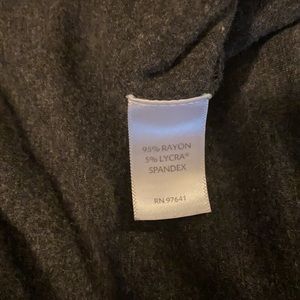 95% RAYON
5% LYCRA®
SPANDEX
RN 97641